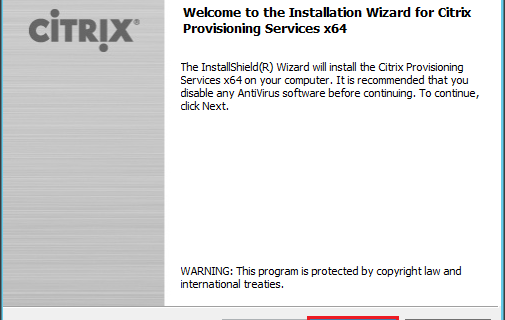 CİTRIX®
Welcome to the Installation Wizard for Citrix
Provisioning Services x64
The InstallShield(R) Wizard will install the Citrix Provisioning
Services x64 on your computer. It is recommended that you
disable any AntiVirus software before continuing. To continue,
click Next.
WARNING: This program is protected by copyright law and
international treaties.